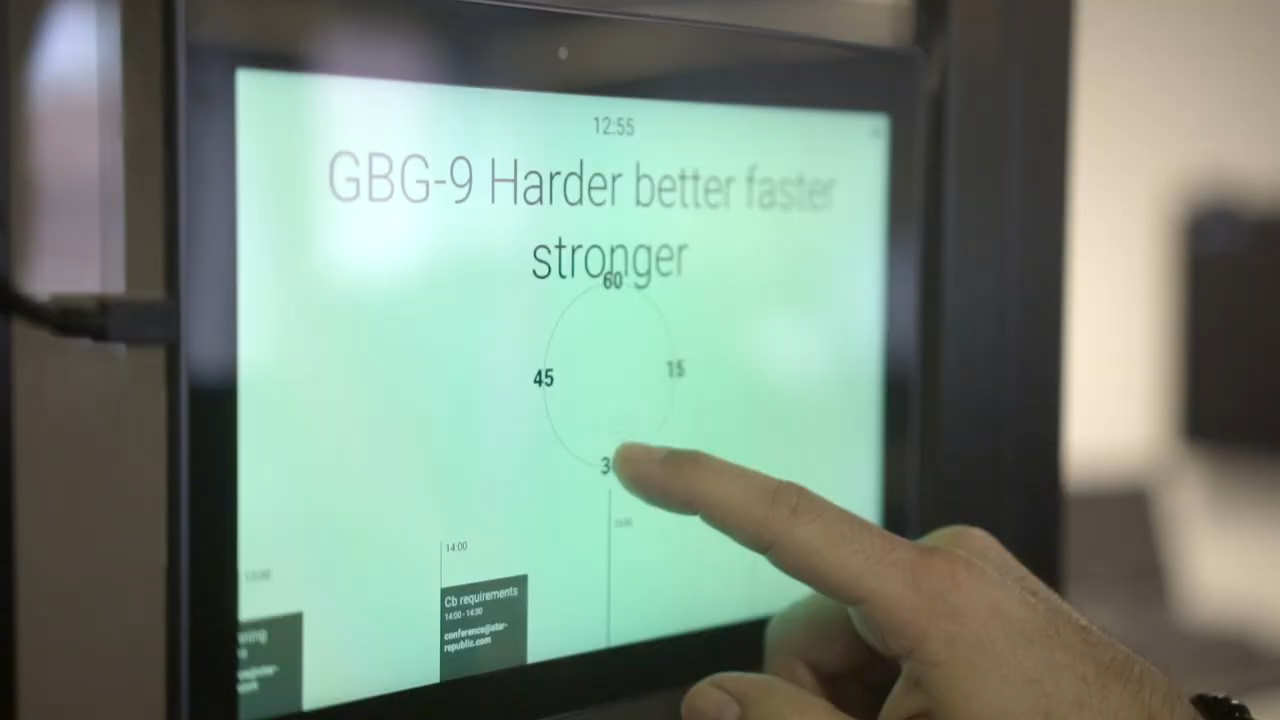 12:55
GBG-9 Harder better faster
stronger
60
45
15
3
14:00
Cb requirements
14:00 - 14:30
conference@star-
republic.com